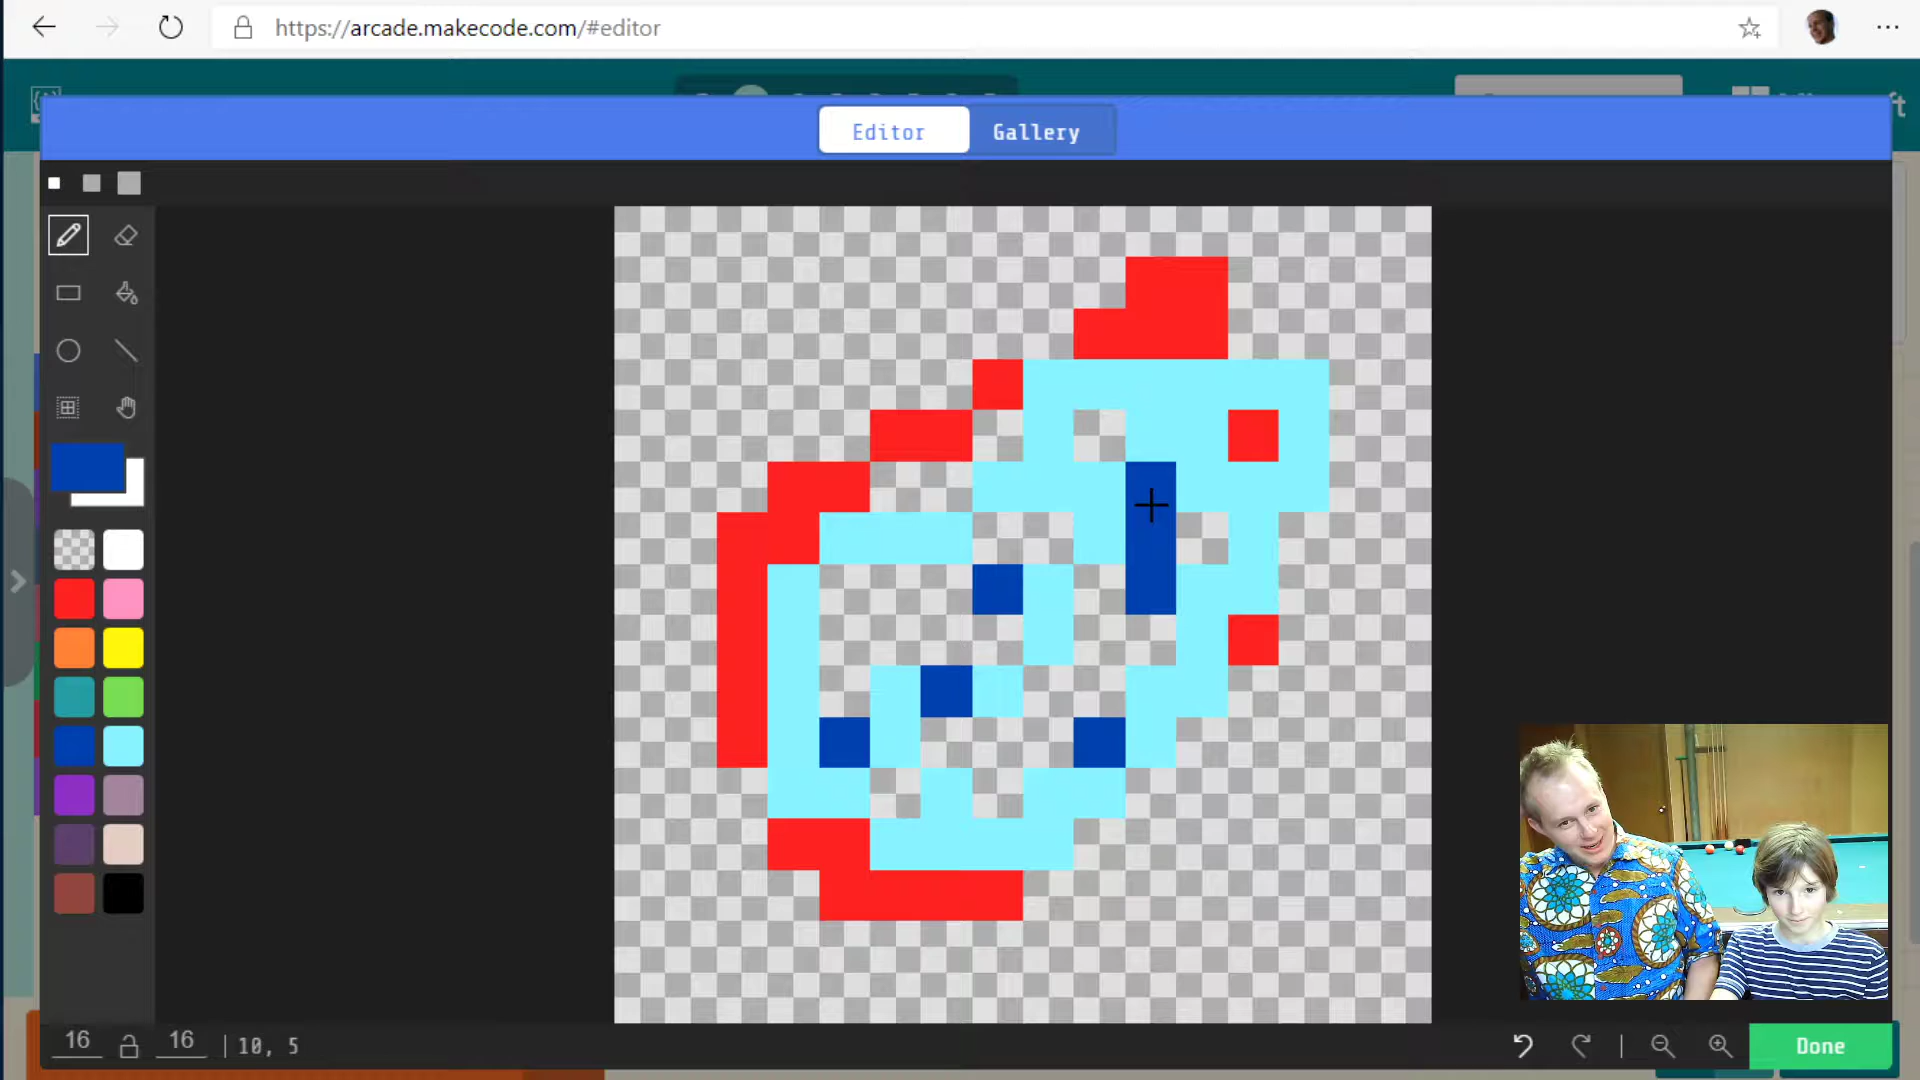 https://arcade.makecode.com/#editor
Editor
Gallery
16
16
10, 5
Done